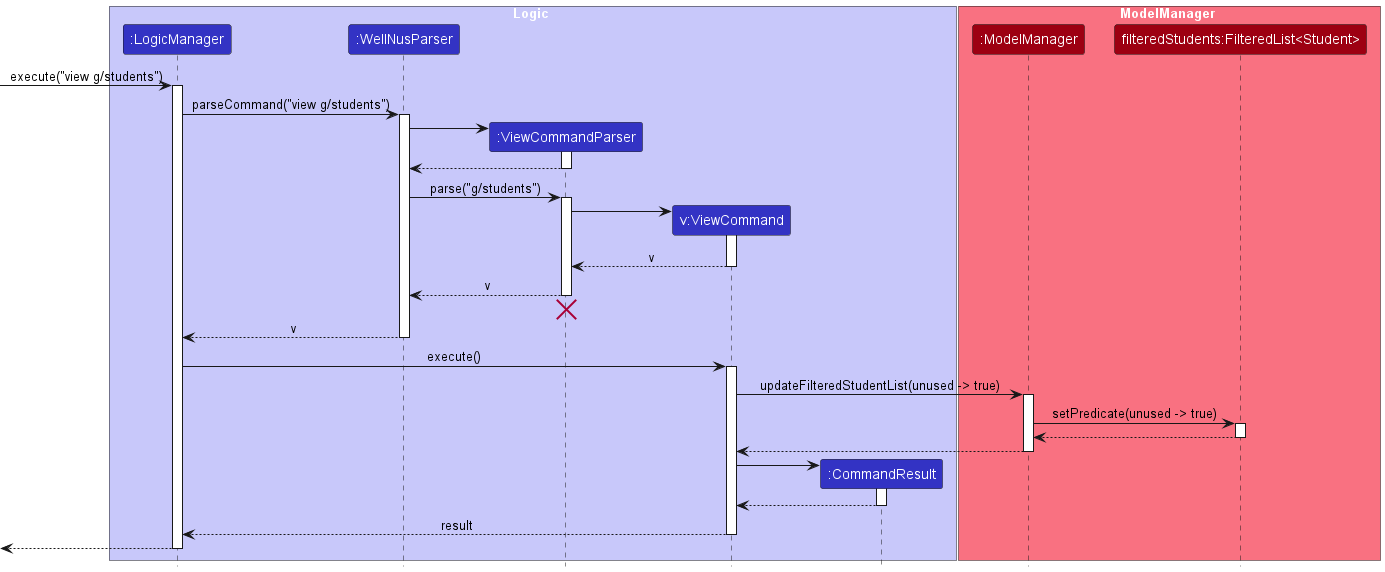 Logic
ModelManager
:LogicManager
:WellNusParser
:ModelManager
filteredStudents:FilteredList<Student>
execute("view g/students")
parseCommand("view g/students")
:ViewCommandParser
parse("g/students")
v:ViewCommand
v
v
v
execute()
updateFilteredStudentList(unused -> true)
setPredicate(unused -> true)
:CommandResult
result